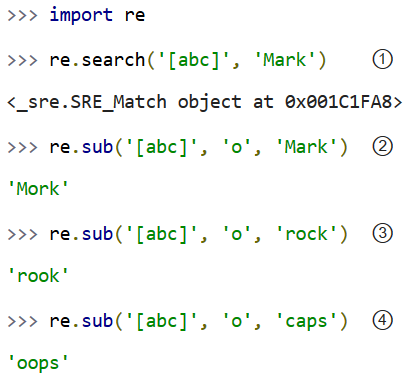 >>> import re
>>> re.search('[abc]', 'Mark') ①
<_sre.SRE_Match object at 0x001C1FA8>
>>> re.sub('[abc]', 'o', 'Mark') ②
'Mork'
>>> re.sub('[abc]', 'o', 'rock') ③
'rook'
>>> re.sub('[abc]', 'o', 'caps') ④
'oops'